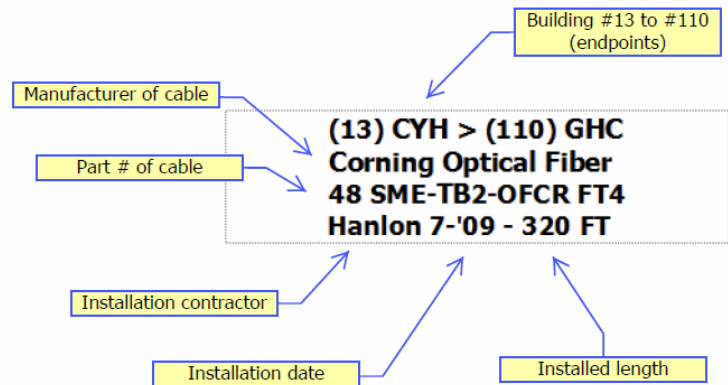 Building #13 to #110
(endpoints)
Manufacturer of cable
(13) CYH > (110) GHC
Corning Optical Fiber
Part # of cable
48 SME-TB2-OFCR FT4
Hanlon 7-'09 - 320 FT
Installation contractor
Installation date
Installed length